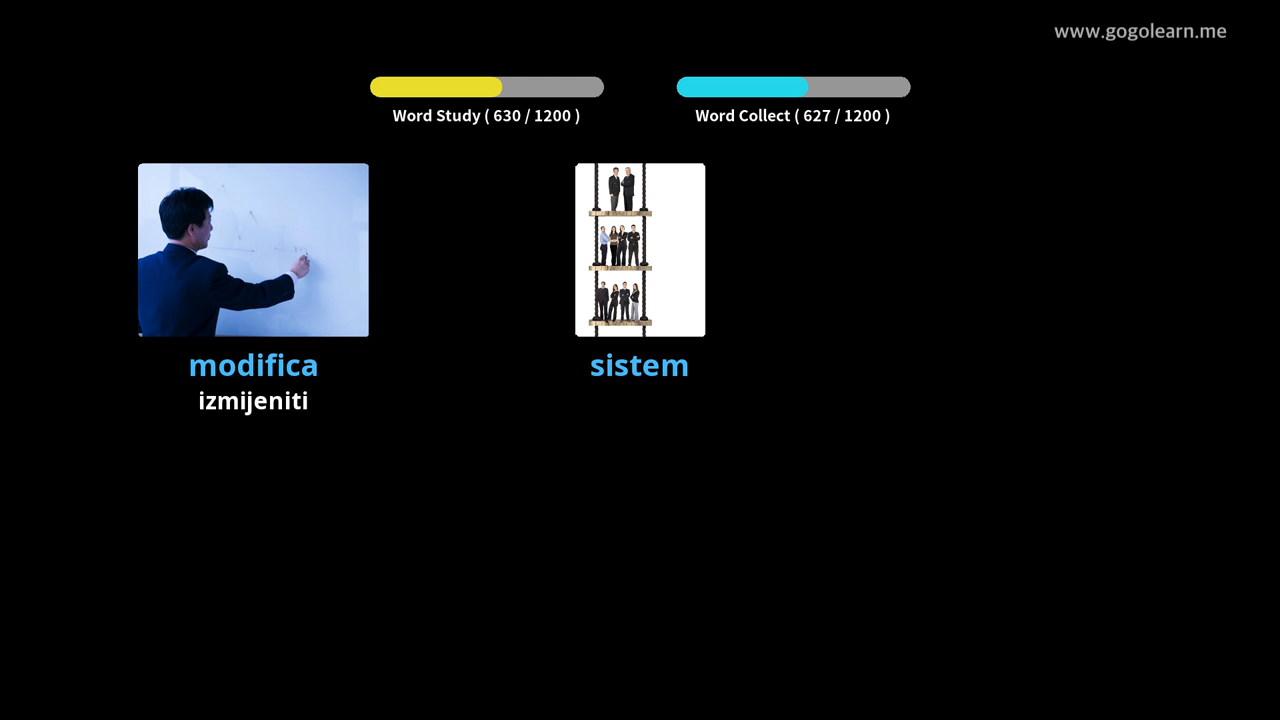 www.gogolearn.me
Word Study ( 630 / 1200 )
Word Collect ( 627 / 1200 )
modifica
izmijeniti
sistem